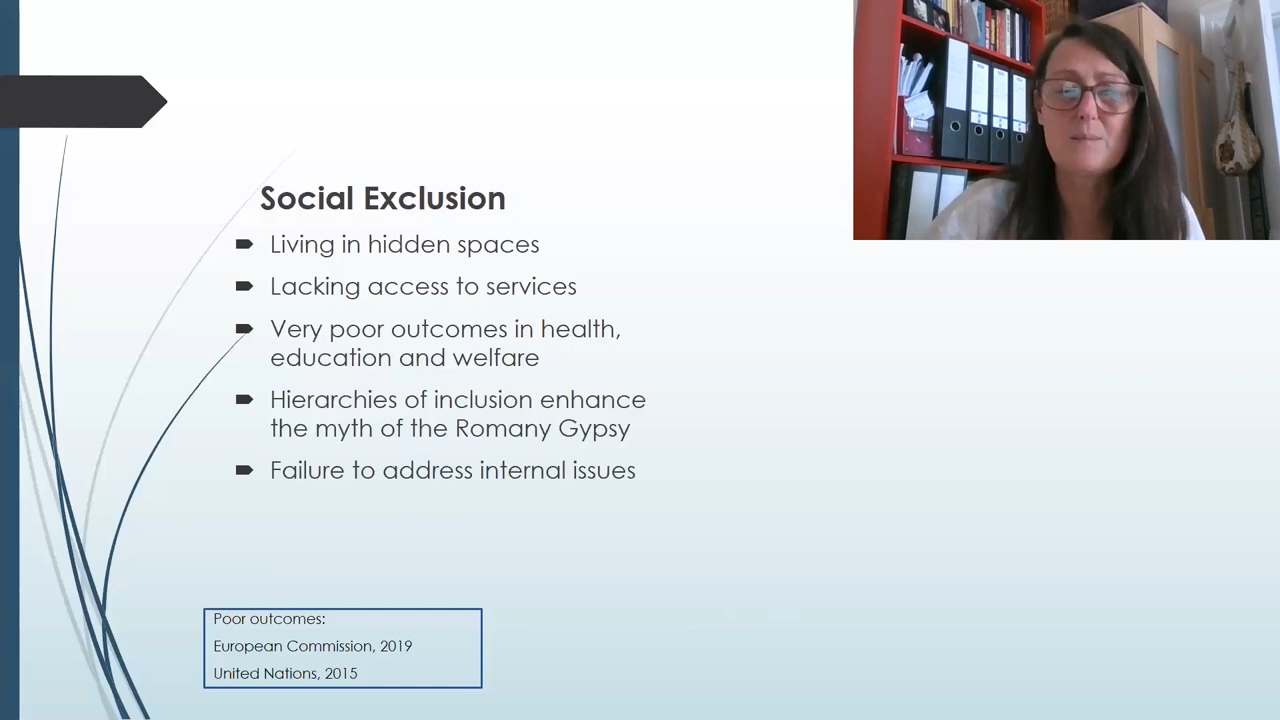 Social Exclusion
Living in hidden spaces
Lacking access to services
Very poor outcomes in health,
education and welfare
Hierarchies of inclusion enhance
the myth of the Romany Gypsy
Failure to address internal issues
Poor outcomes:
European Commission, 2019
United Nations, 2015